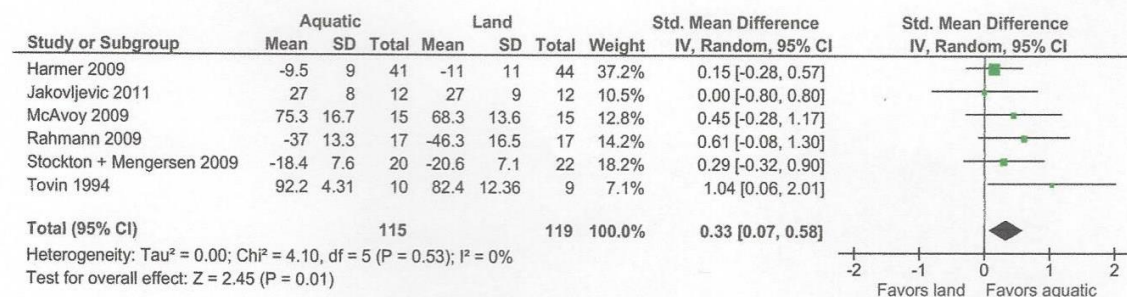 Aquatic Land Std. Mean Difference Std. Mean Difference
Study or Subgroup Mean SD Total Mean SD Total Weight IV, Random, 95% CI IV, Random, 95% CI
Harmer 2009 -9.5 9 41 -11 11 44 37.2% 0.15 [-0.28, 0.57]
Jakovljevic 2011 27 8 12 27 9 12 10.5% 0.00 [-0.80, 0.80]
McAvoy 2009 75.3 16.7 15 68.3 13.6 15 12.8% 0.45 [-0.28, 1.17]
Rahmann 2009 -37 13.3 17 -46.3 16.5 17 14.2% 0.61 [-0.08, 1.30]
Stockton + Mengersen 2009 -18.4 7.6 20 -20.6 7.1 22 18.2% 0.29 [-0.32, 0.90]
Tovin 1994 92.2 4.31 10 82.4 12.36 9 7.1% 1.04 [0.06, 2.01]
Total (95% CI) 115 119 100.0% 0.33 [0.07, 0.58]
Heterogeneity: Tau² = 0.00; Chi² = 4.10, df = 5 (P = 0.53); I² = 0%
Test for overall effect: Z = 2.45 (P = 0.01)
-2 -1 0 1 2
Favors land Favors aquatic